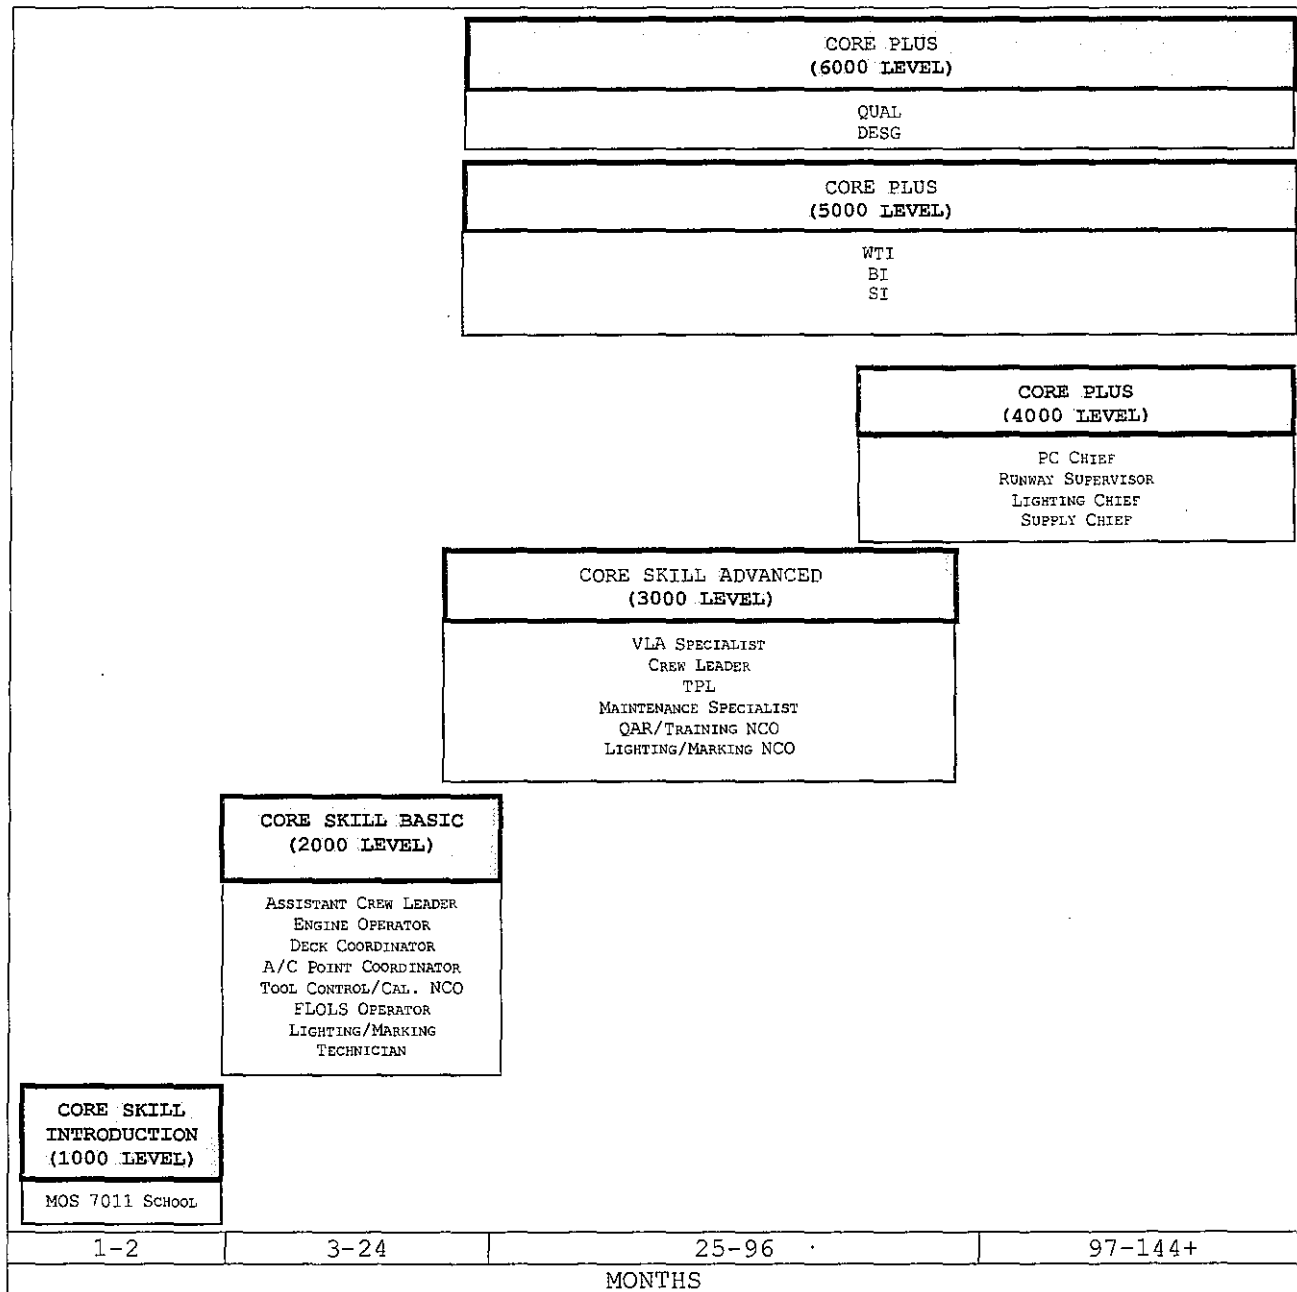 CORE PLUS
(6000 LEVEL)
QUAL
DESG
CORE PLUS
(5000 LEVEL)
WTI
BI
SI
CORE PLUS
(4000 LEVEL)
PC CHIEF
RUNWAY SUPERVISOR
LIGHTING CHIEF
SUPPLY CHIEF
CORE SKILL ADVANCED
(3000 LEVEL)
VLA SPECIALIST
CREW LEADER
TPL
MAINTENANCE SPECIALIST
QAR/TRAINING NCO
LIGHTING/MARKING NCO
CORE SKILL BASIC
(2000 LEVEL)
ASSISTANT CREW LEADER
ENGINE OPERATOR
DECK COORDINATOR
A/C POINT COORDINATOR
TOOL CONTROL/CAL. NCO
FLOLS OPERATOR
LIGHTING/MARKING
TECHNICIAN
CORE SKILL
INTRODUCTION
(1000 LEVEL)
MOS 7011 SCHOOL
1-2 3-24 25-96 97-144+
MONTHS